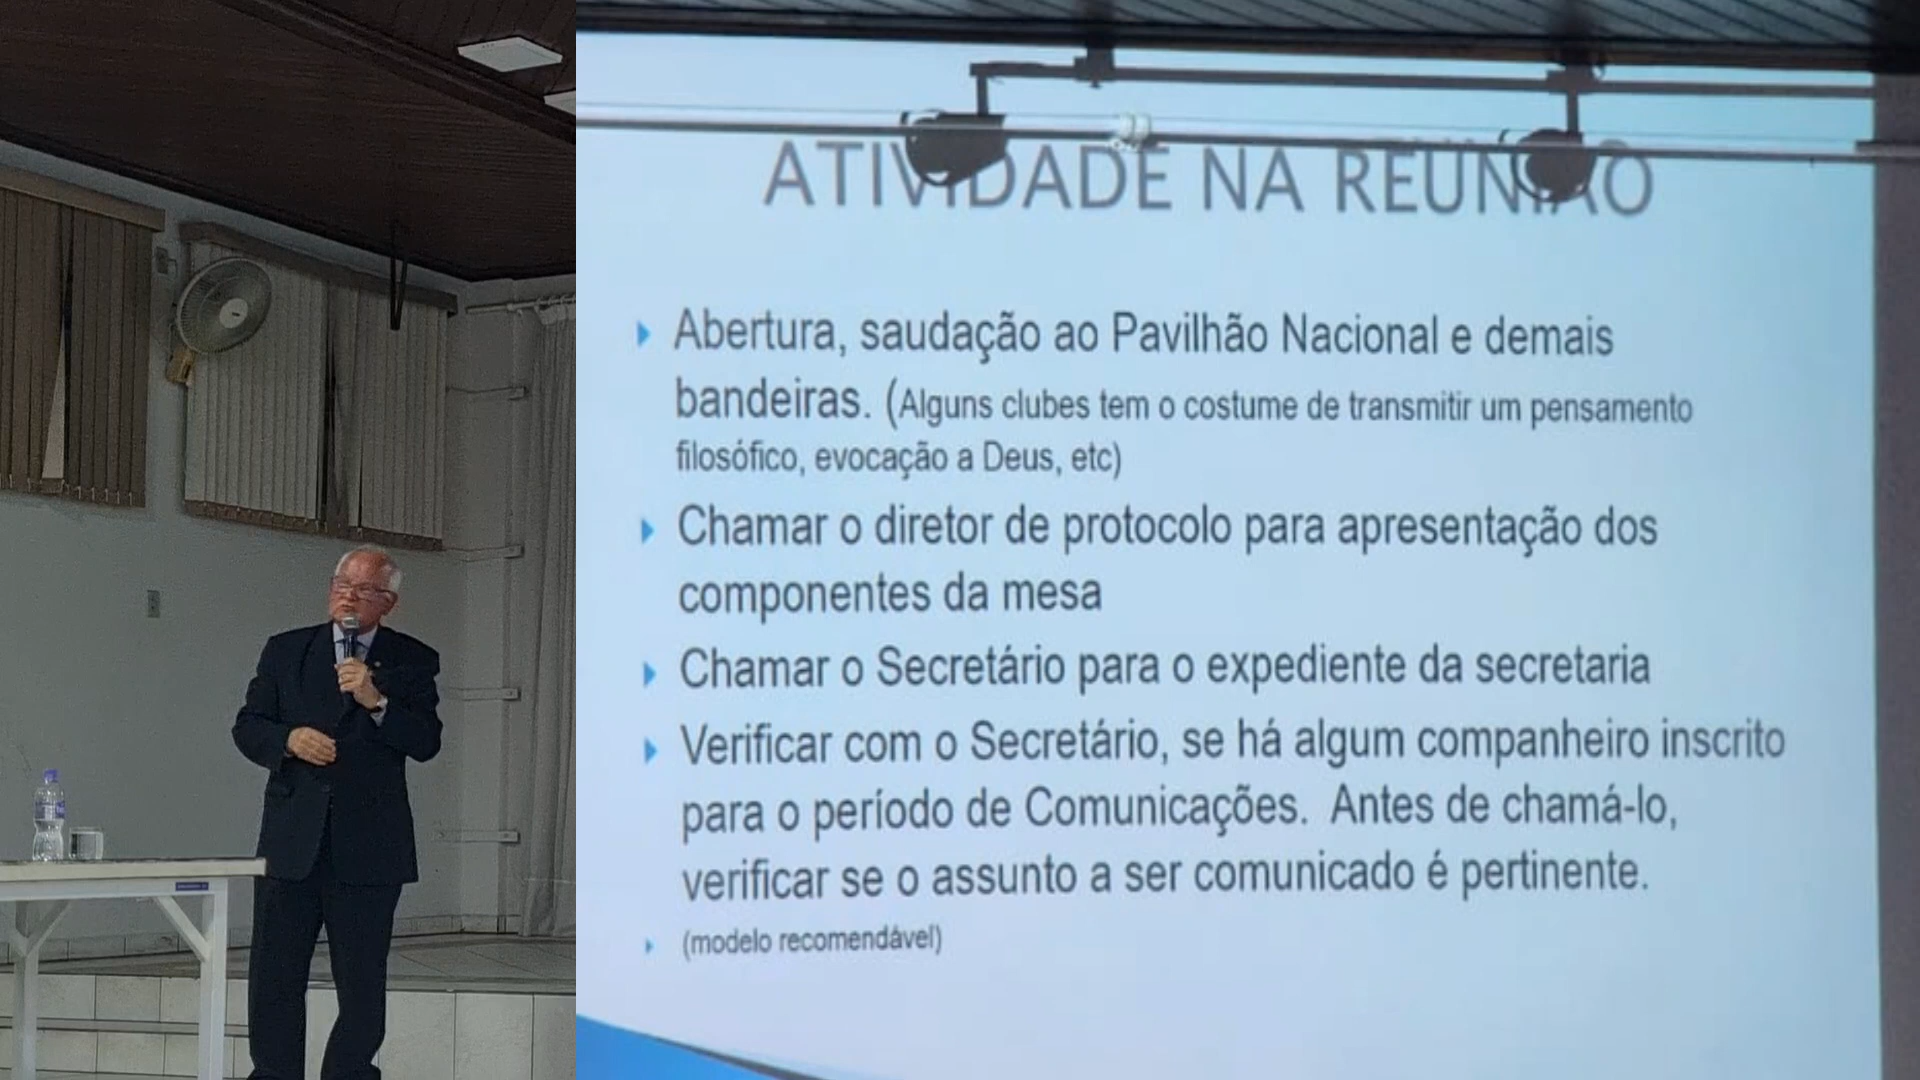 ATIVIDADE NA REUNIÃO
Abertura, saudação ao Pavilhão Nacional e demais
bandeiras. (Alguns clubes tem o costume de transmitir um pensamento
filosófico, evocação a Deus, etc)
Chamar o diretor de protocolo para apresentação dos
componentes da mesa
Chamar o Secretário para o expediente da secretaria
Verificar com o Secretário, se há algum companheiro inscrito
para o período de Comunicações. Antes de chamá-lo,
verificar se o assunto a ser comunicado é pertinente.
(modelo recomendável)